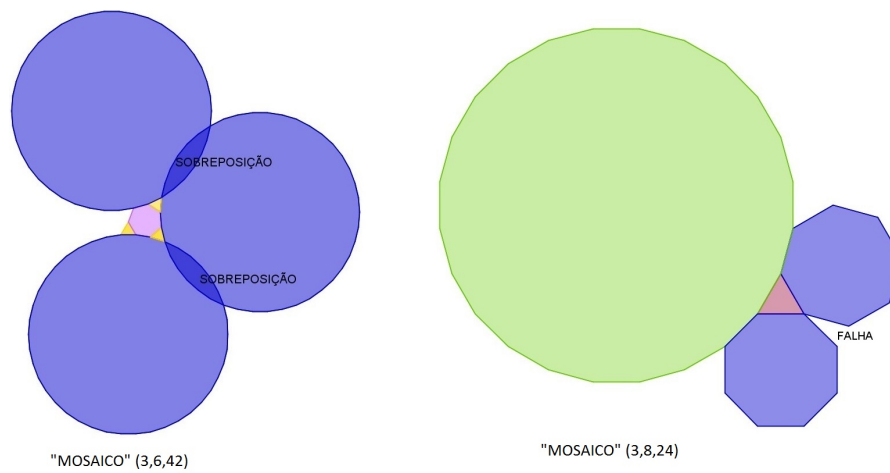 SOBREPOSIÇÃO
SOBREPOSIÇÃO
"MOSAICO" (3,6,42)
FALHA
"MOSAICO" (3,8,24)